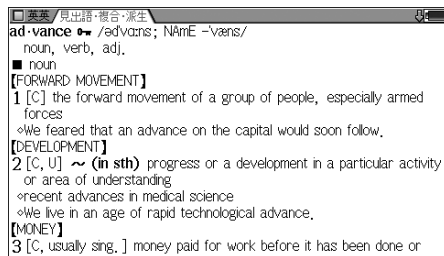 英英 見出語·複合·派生
ad·vance /ədˈvɑːns; NAmE -ˈvæns/
noun, verb, adj.
■ noun
【FORWARD MOVEMENT】
1 [C] the forward movement of a group of people, especially armed
forces
◇We feared that an advance on the capital would soon follow.
【DEVELOPMENT】
2 [C, U] ~ (in sth) progress or a development in a particular activity
or area of understanding
◇recent advances in medical science
◇We live in an age of rapid technological advance.
【MONEY】
3 [C, usually sing.] money paid for work before it has been done or